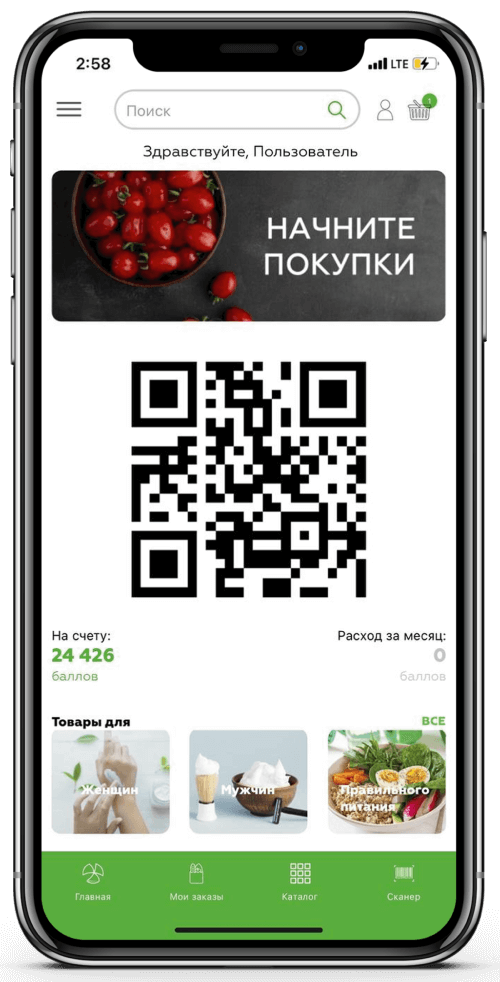 2:58
LTE
Поиск
1
Здравствуйте, Пользователь
НАЧНИТЕ
ПОКУПКИ
На счету:
Расход за месяц:
24 426
0
баллов
баллов
Товары для
ВСЕ
Женщин
Мужчин
Правильного
питания
Главная
Мои заказы
Каталог
Сканер